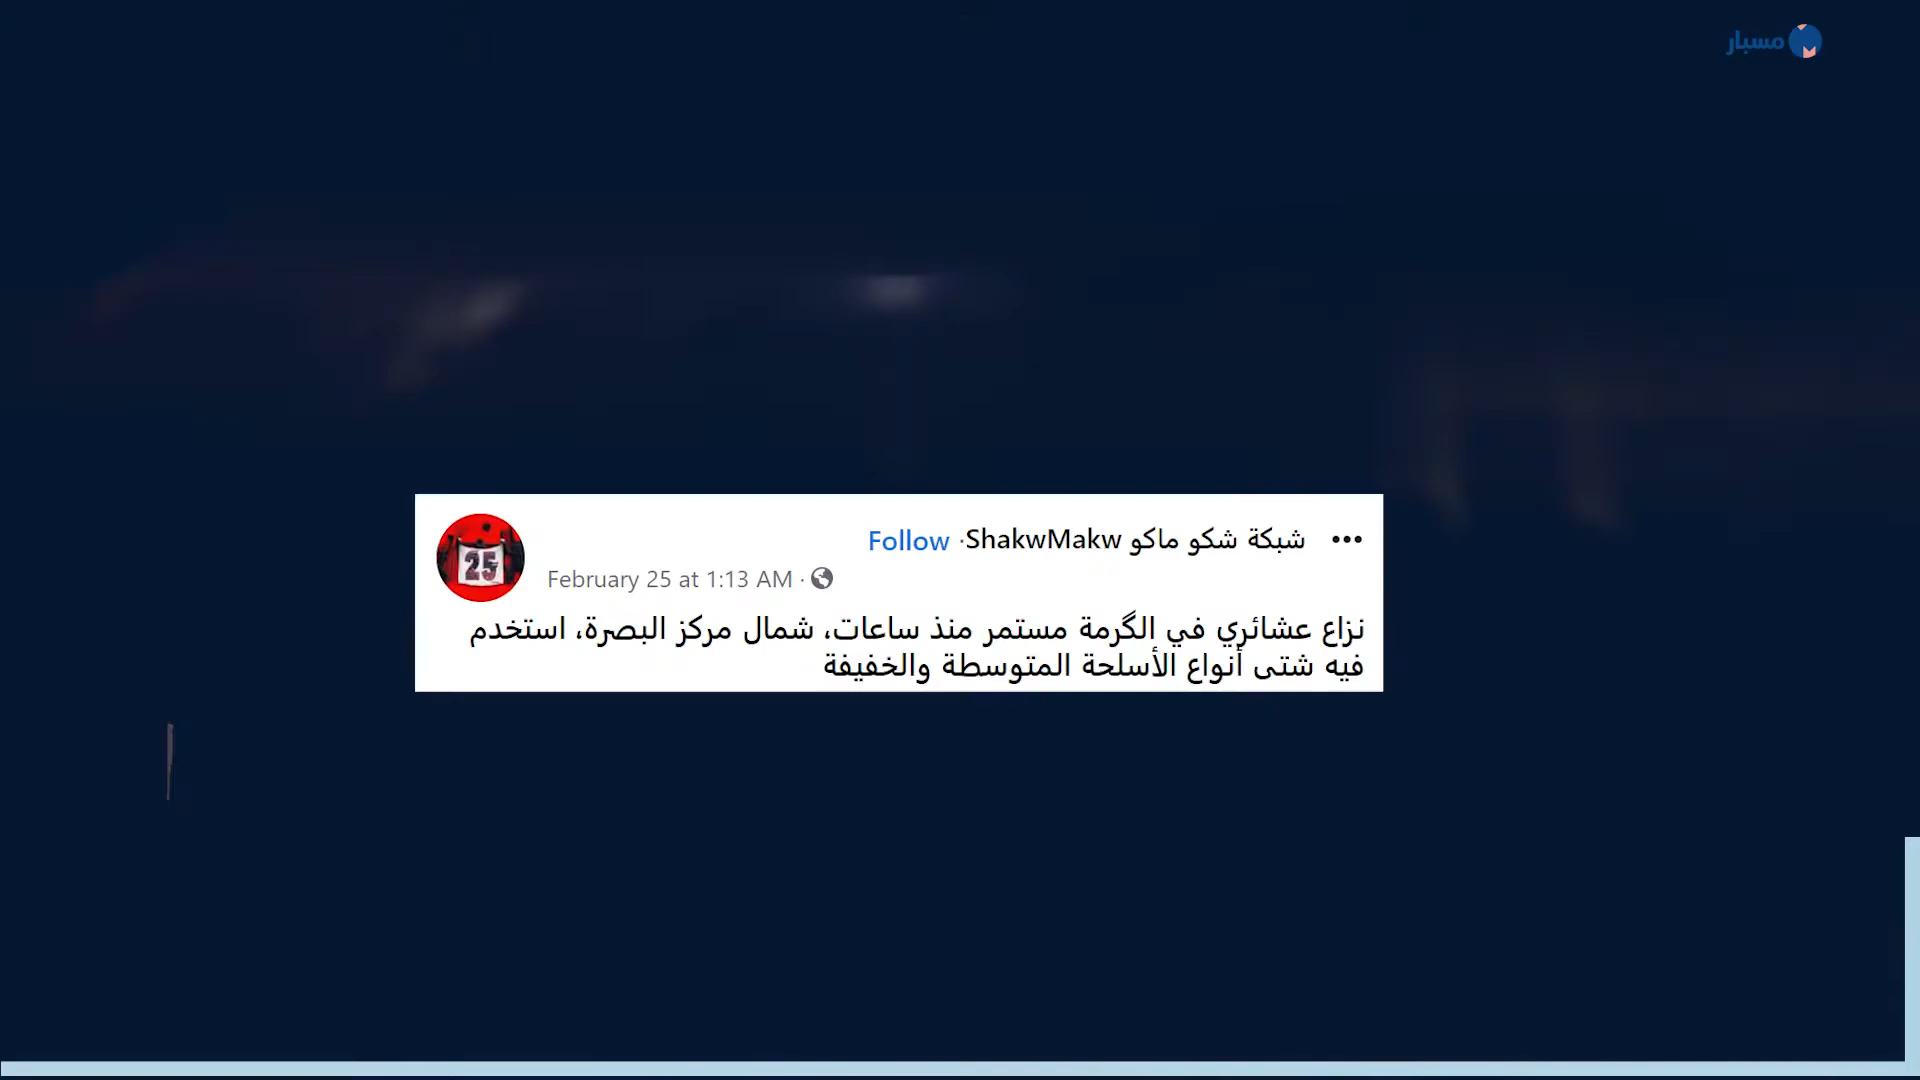 مسبار
شبكة شكو ماكو ShakwMakw · Follow
February 25 at 1:13 AM ·
25
نزاع عشائري في الگرمة مستمر منذ ساعات، شمال مركز البصرة، استخدم
فيه شتى أنواع الأسلحة المتوسطة والخفيفة